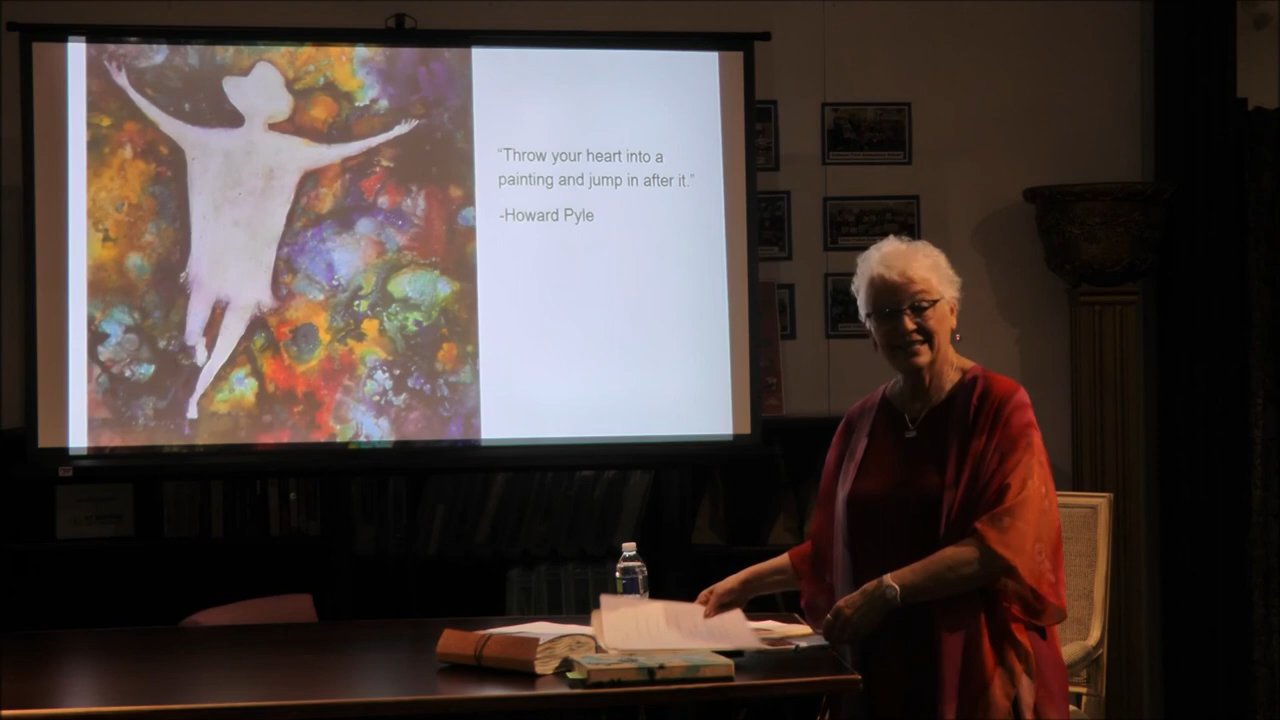 “Throw your heart into a
painting and jump in after it.”
-Howard Pyle